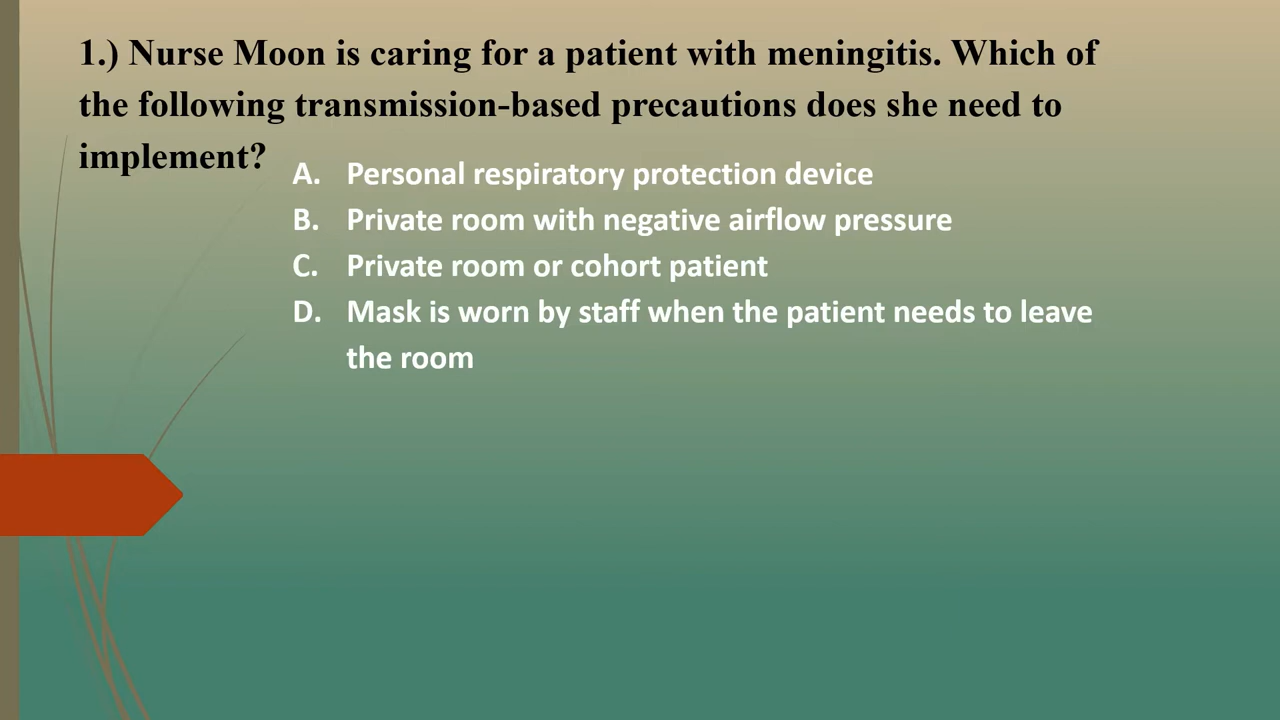 1.) Nurse Moon is caring for a patient with meningitis. Which of
the following transmission-based precautions does she need to
implement?
A. Personal respiratory protection device
B. Private room with negative airflow pressure
C. Private room or cohort patient
D. Mask is worn by staff when the patient needs to leave
the room